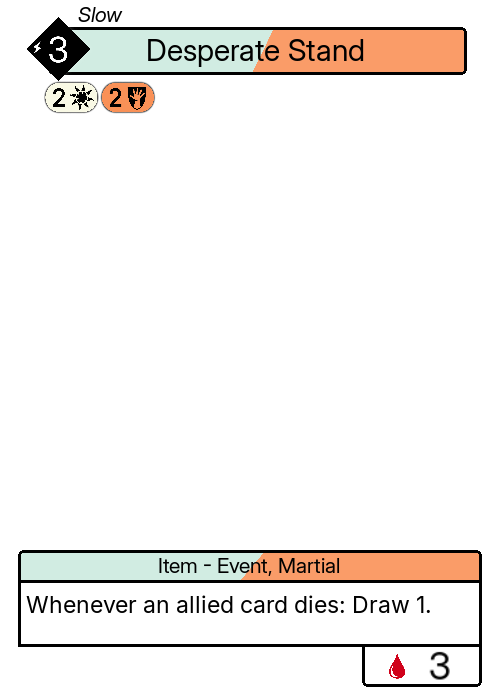 Slow
3 Desperate Stand
2 2
Item - Event, Martial
Whenever an allied card dies: Draw 1.
3